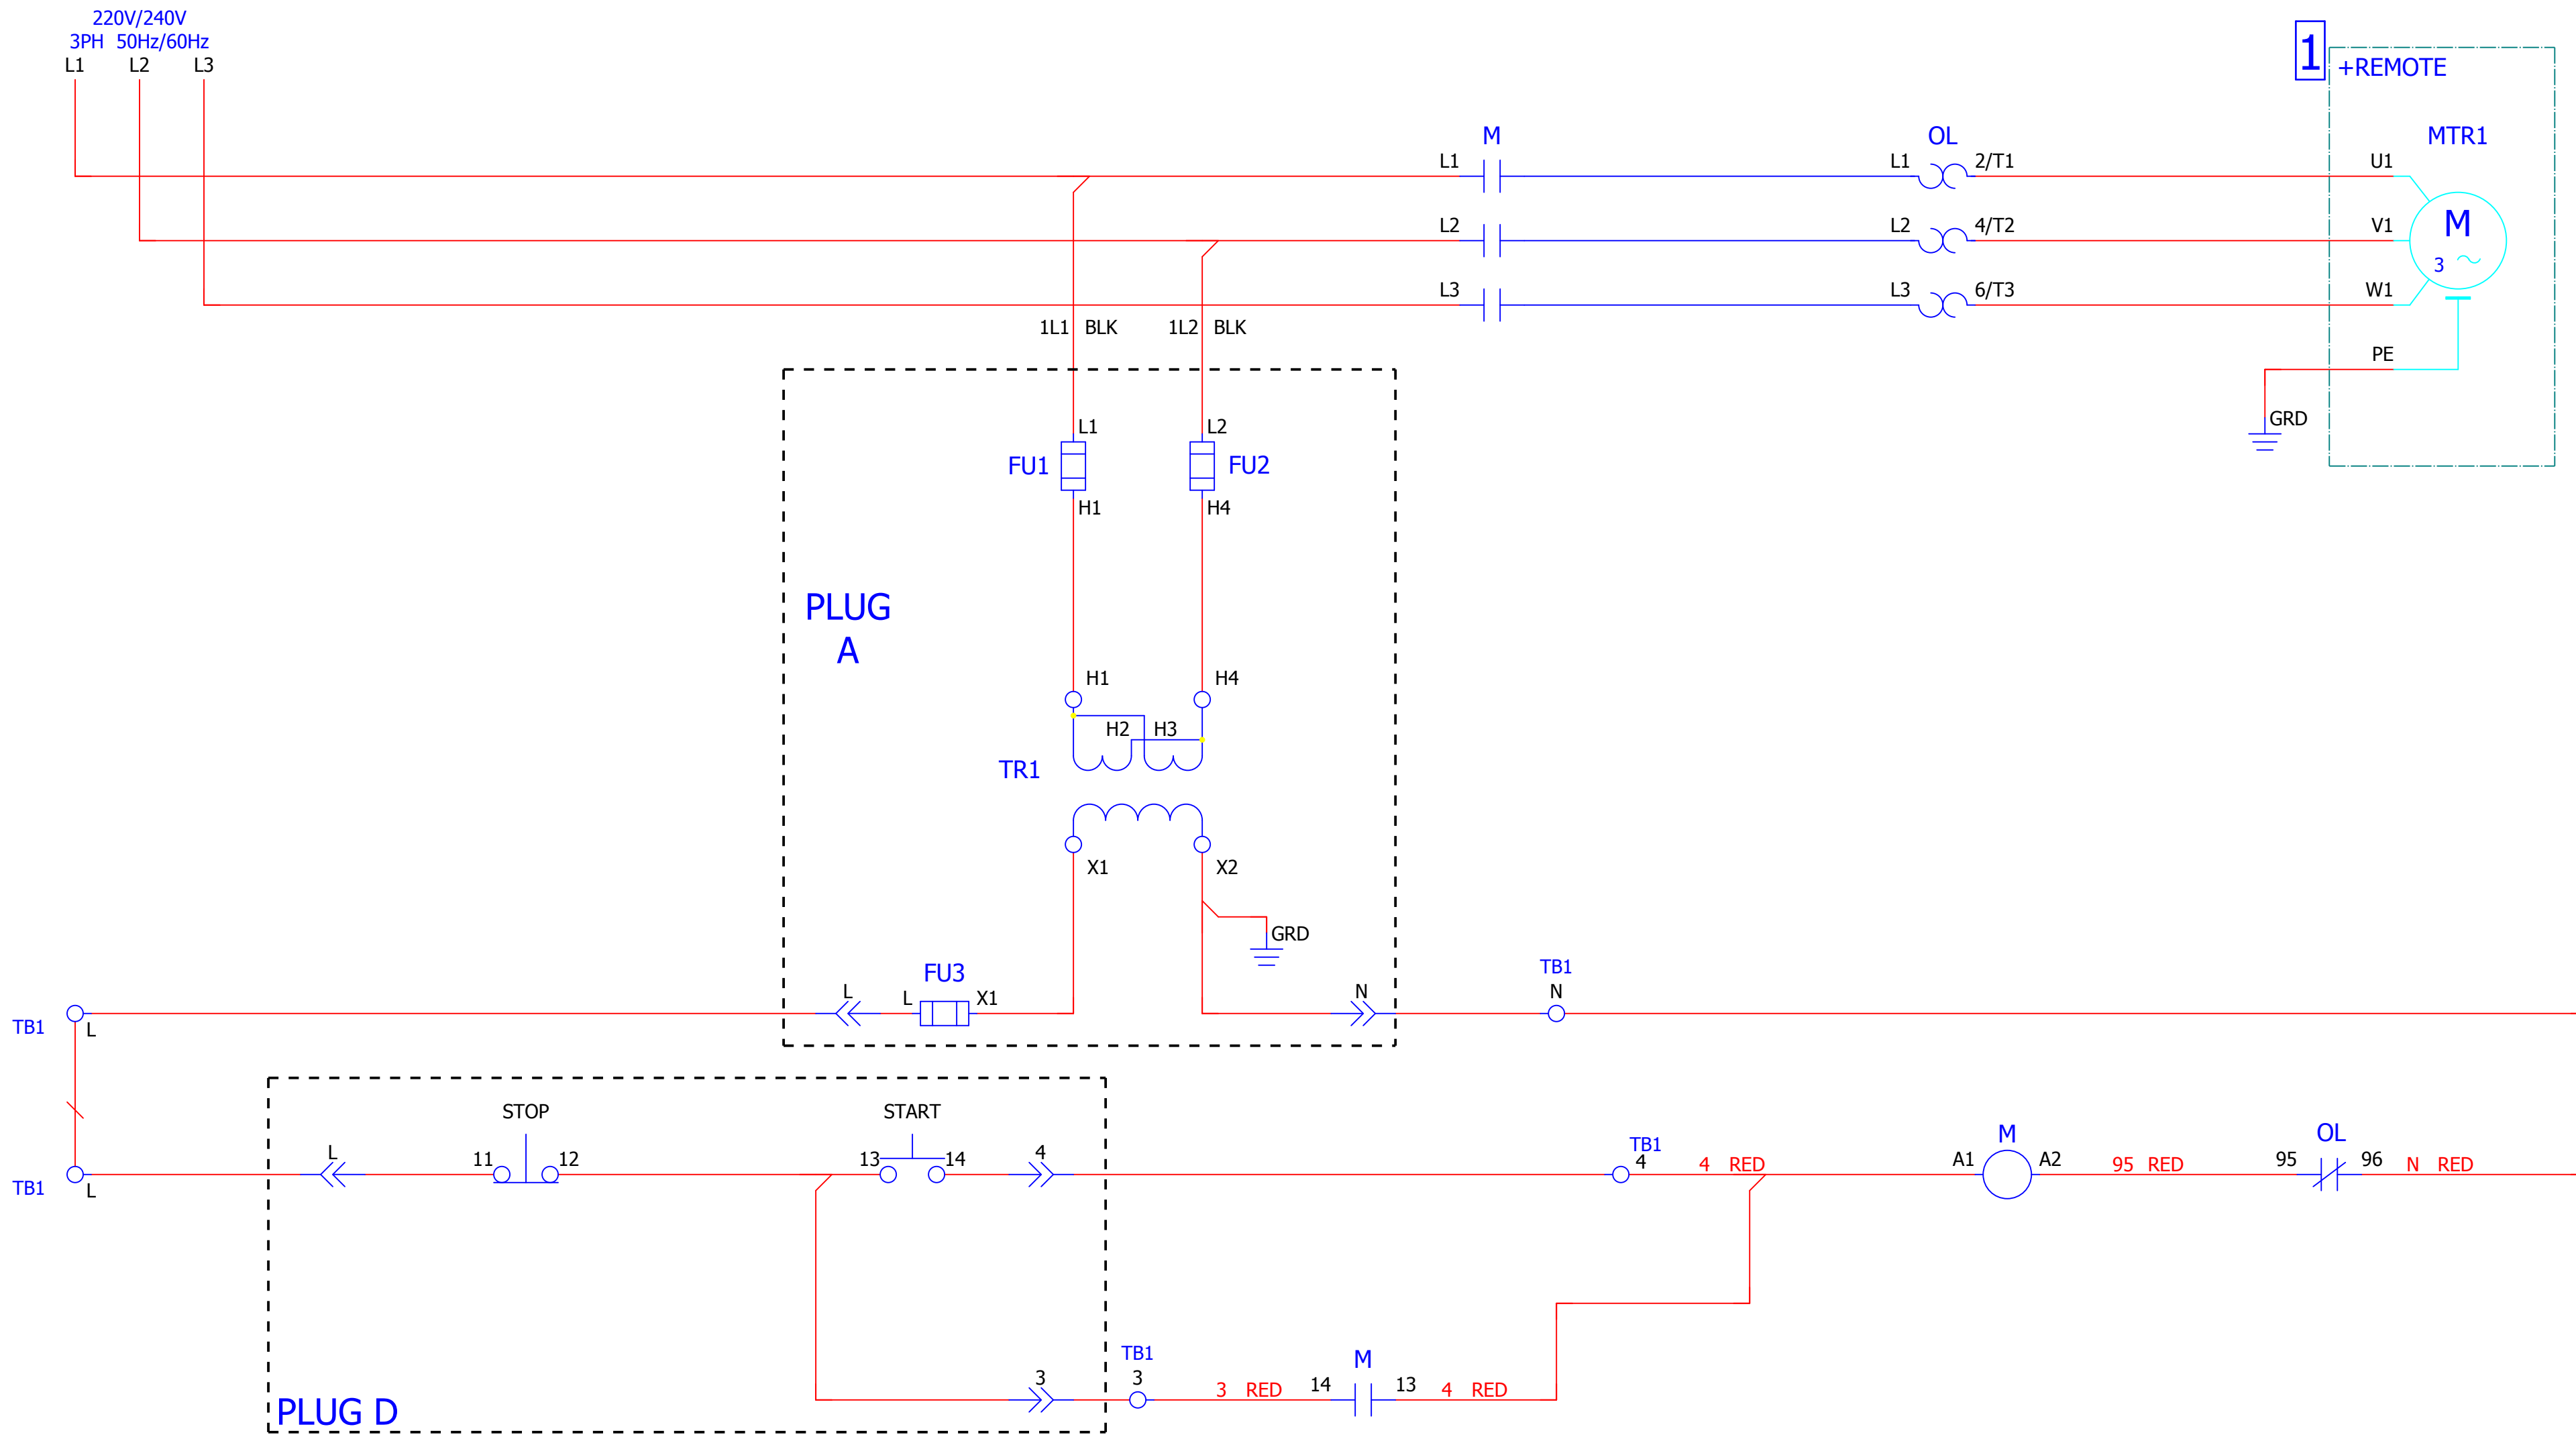 220V/240V
3PH 50Hz/60Hz
L1 L2 L3
1
+REMOTE
M OL MTR1
L1 L1 2/T1 U1
L2 L2 4/T2 V1
M
3
L3 L3 6/T3 W1
1L1 BLK 1L2 BLK
PE
GRD
L1 L2
FU1 FU2
H1 H4
PLUG
A
H1 H4
H2 H3
TR1
X1 X2
GRD
FU3
TB1
L L X1 N N
TB1 L
STOP START
L 11 12 13 14 4
TB1
4 4 RED
M
A1 A2
95 RED
OL
95 96
N RED
TB1 L
TB1 M
3 3 3 RED 14 13 4 RED
PLUG D